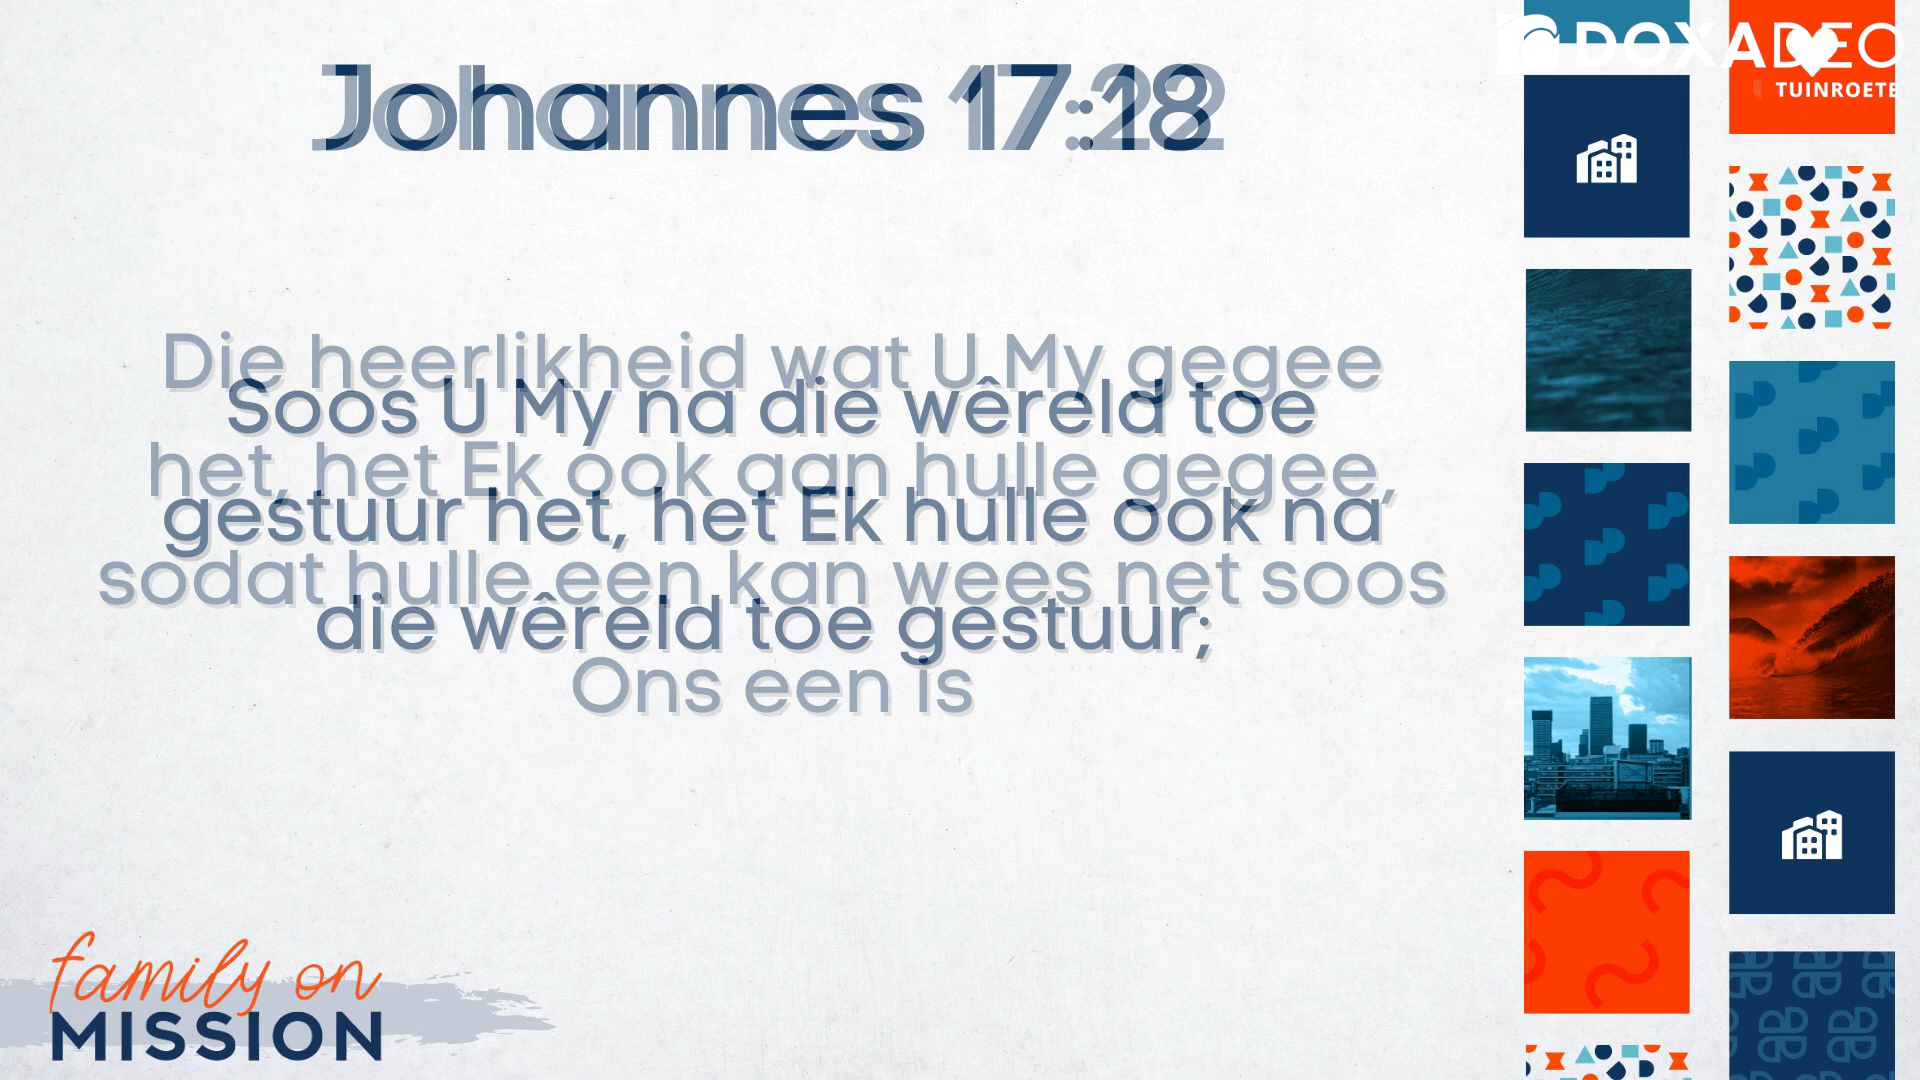 Johannes 17:18
Soos U My na die wêreld toe
gestuur het, het Ek hulle ook na
die wêreld toe gestuur;
Johannes 17:22
Die heerlikheid wat U My gegee
het, het Ek ook aan hulle gegee,
sodat hulle een kan wees net soos
Ons een is
DOXA DEO
TUINROETE
family on
MISSION